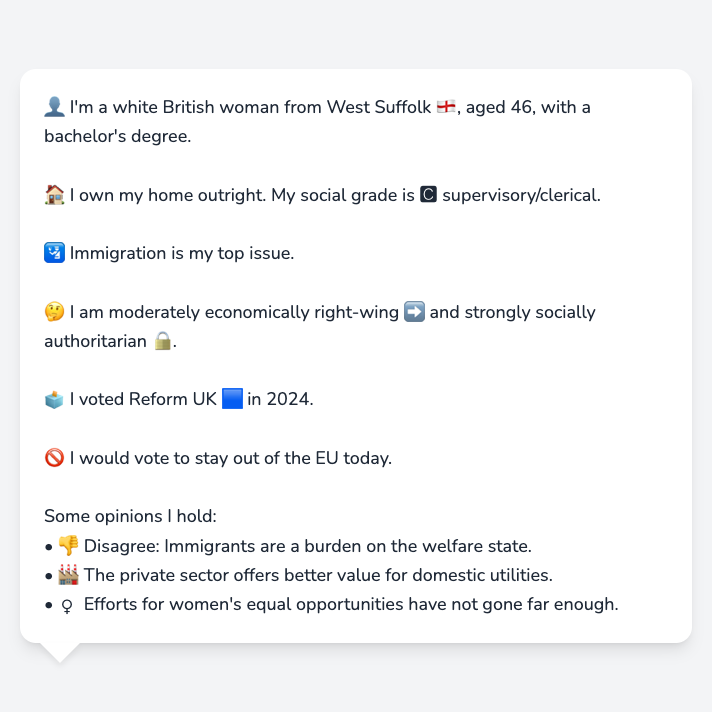 👤 I'm a white British woman from West Suffolk 🏴󠁧󠁢󠁥󠁮󠁧󠁿, aged 46, with a
bachelor's degree.
🏠 I own my home outright. My social grade is 🅲 supervisory/clerical.
🛂 Immigration is my top issue.
🤔 I am moderately economically right-wing ➡️ and strongly socially
authoritarian 🔒.
🗳️ I voted Reform UK 🟦 in 2024.
🚫 I would vote to stay out of the EU today.
Some opinions I hold:
• 👎 Disagree: Immigrants are a burden on the welfare state.
• 🏭 The private sector offers better value for domestic utilities.
• ♀ Efforts for women's equal opportunities have not gone far enough.